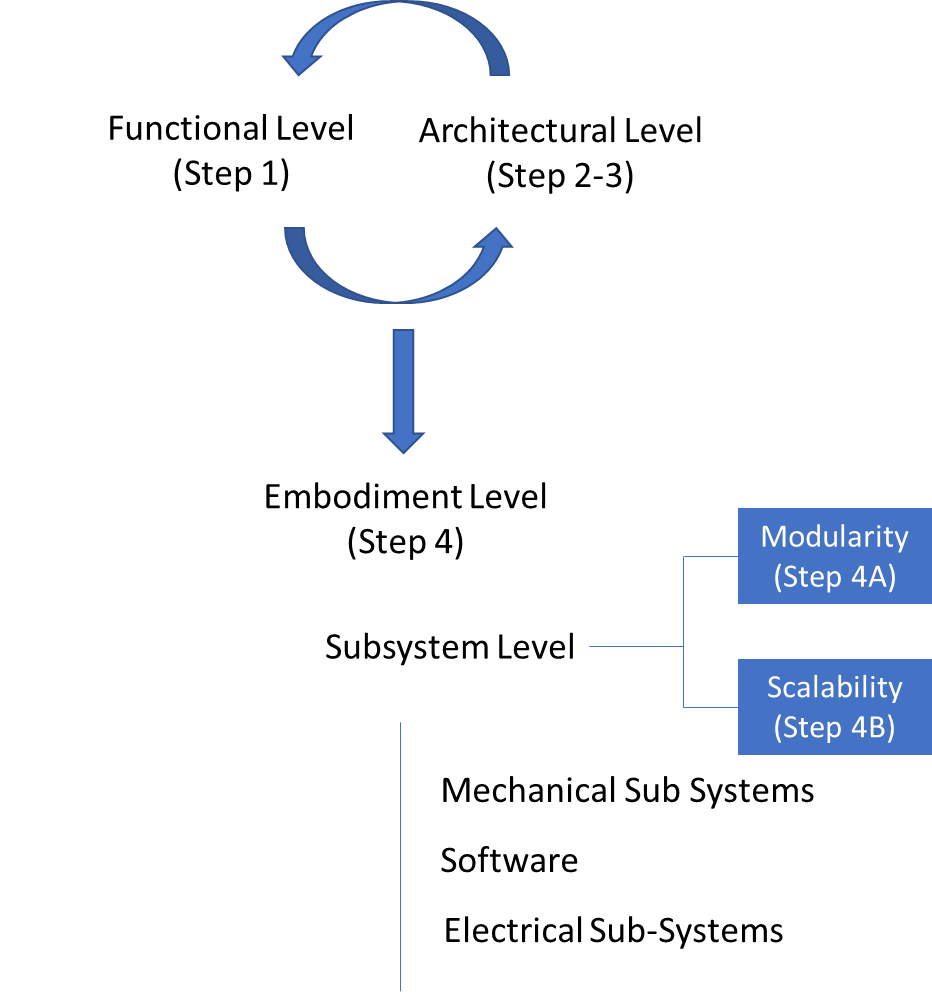 Functional Level
(Step 1)
Architectural Level
(Step 2-3)
Embodiment Level
(Step 4)
Modularity
(Step 4A)
Subsystem Level
Scalability
(Step 4B)
Mechanical Sub Systems
Software
Electrical Sub-Systems